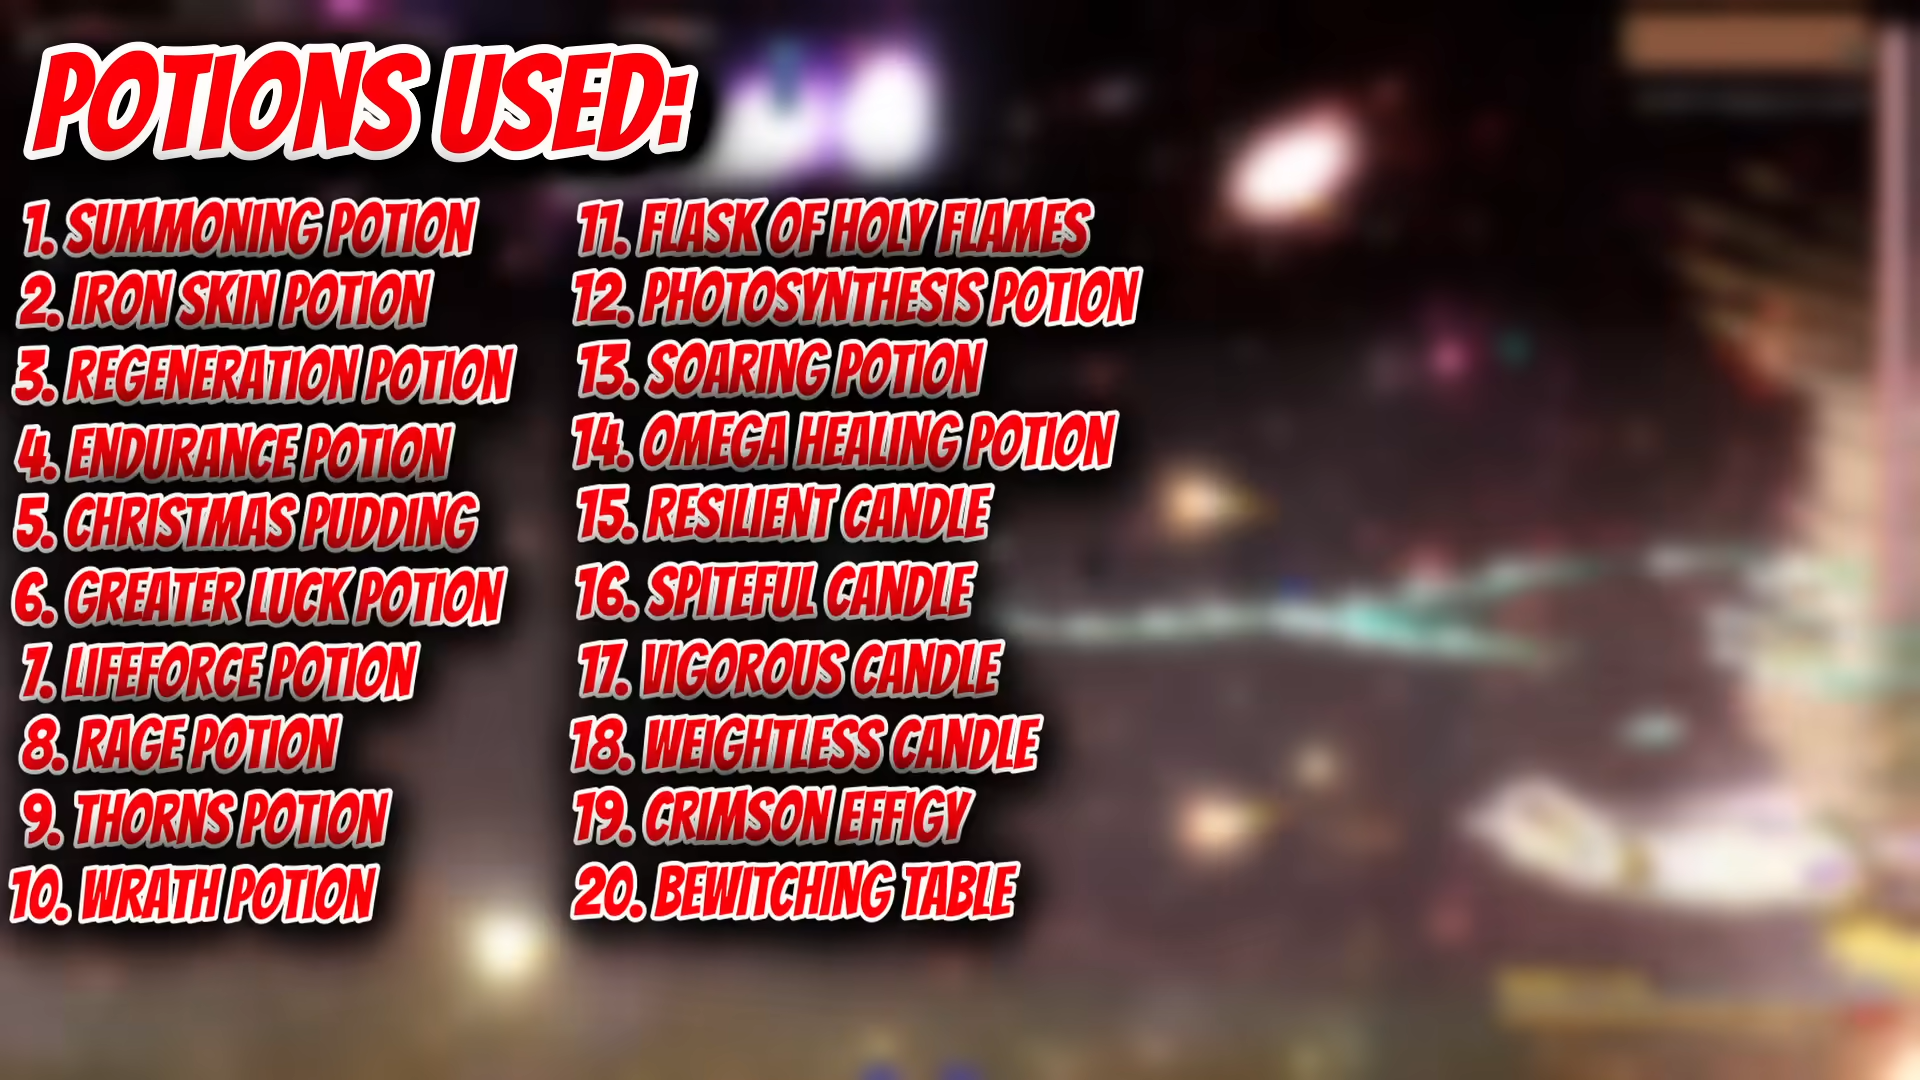 POTIONS USED:
1. SUMMONING POTION
2. IRON SKIN POTION
3. REGENERATION POTION
4. ENDURANCE POTION
5. CHRISTMAS PUDDING
6. GREATER LUCK POTION
7. LIFEFORCE POTION
8. RAGE POTION
9. THORNS POTION
10. WRATH POTION
11. FLASK OF HOLY FLAMES
12. PHOTOSYNTHESIS POTION
13. SOARING POTION
14. OMEGA HEALING POTION
15. RESILIENT CANDLE
16. SPITEFUL CANDLE
17. VIGOROUS CANDLE
18. WEIGHTLESS CANDLE
19. CRIMSON EFFIGY
20. BEWITCHING TABLE